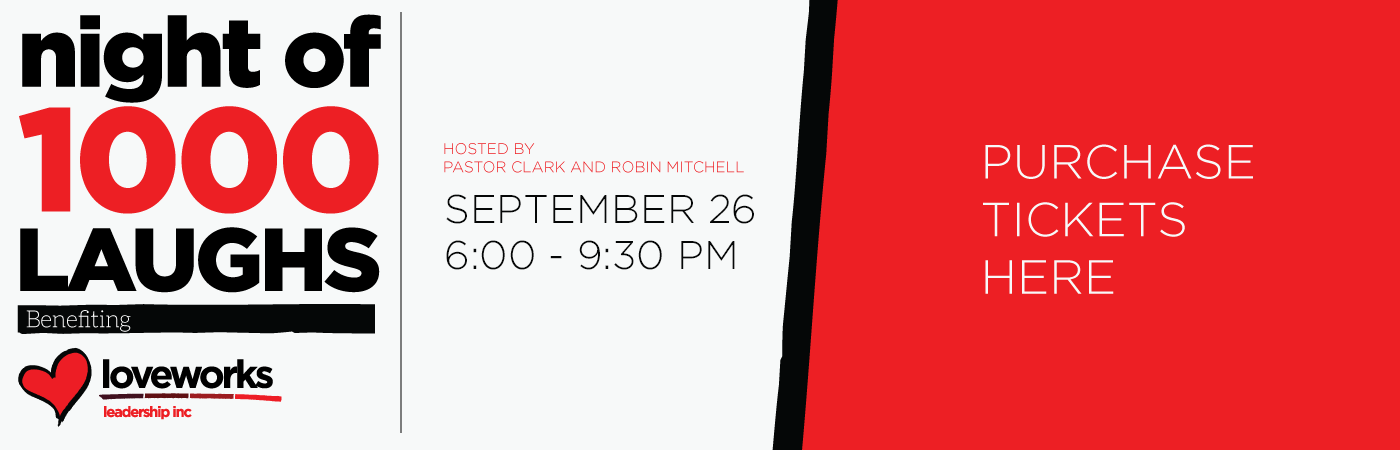 night of
1000
LAUGHS
Benefiting
loveworks
leadership inc
HOSTED BY
PASTOR CLARK AND ROBIN MITCHELL
SEPTEMBER 26
6:00 - 9:30 PM
PURCHASE
TICKETS
HERE